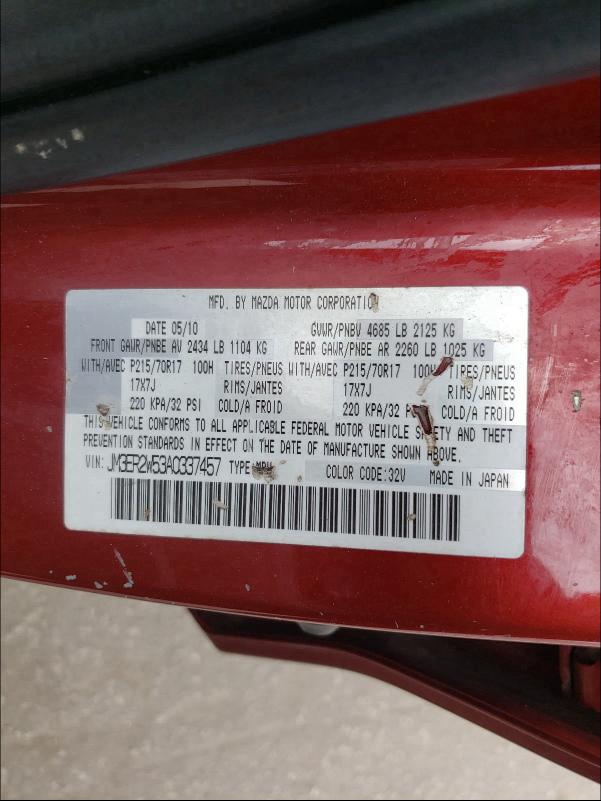 MFD. BY MAZDA MOTOR CORPORATION
DATE 05/10 GVWR/PNBV 4685 LB 2125 KG
FRONT GAWR/PNBE AV 2434 LB 1104 KG REAR GAWR/PNBE AR 2260 LB 1025 KG
WITH/AVEC P215/70R17 100H TIRES/PNEUS WITH/AVEC P215/70R17 100H TIRES/PNEUS
17X7J RIMS/JANTES 17X7J RIMS/JANTES
220 KPA/32 PSI COLD/A FROID 220 KPA/32 PSI COLD/A FROID
THIS VEHICLE CONFORMS TO ALL APPLICABLE FEDERAL MOTOR VEHICLE SAFETY AND THEFT
PREVENTION STANDARDS IN EFFECT ON THE DATE OF MANUFACTURE SHOWN ABOVE.
VIN: JM3ER2W53A0337457 TYPE: MPV COLOR CODE:32V MADE IN JAPAN